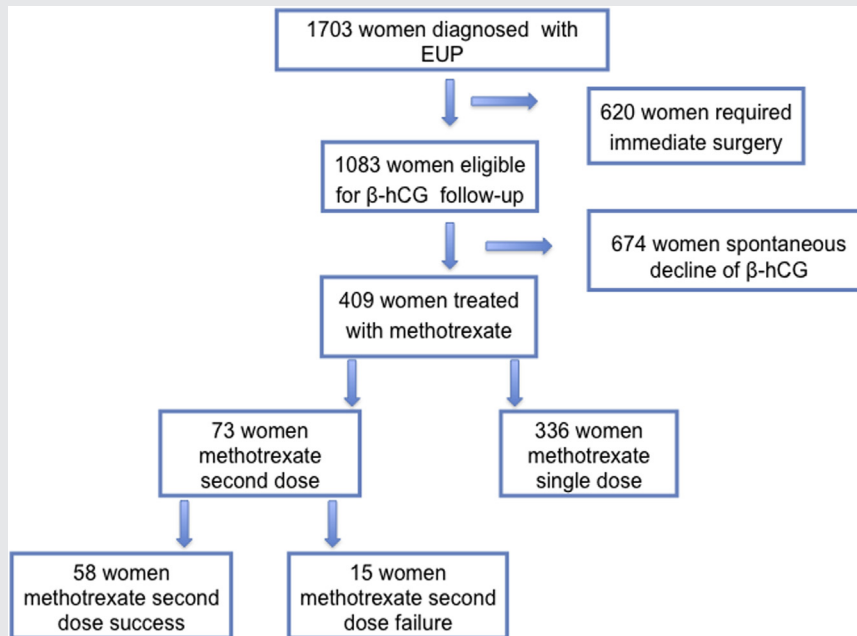 1703 women diagnosed with
EUP
620 women required
immediate surgery
1083 women eligible
for β-hCG follow-up
674 women spontaneous
decline of β-hCG
409 women treated
with methotrexate
73 women
methotrexate
second dose
336 women
methotrexate
single dose
58 women
methotrexate second
dose success
15 women
methotrexate second
dose failure